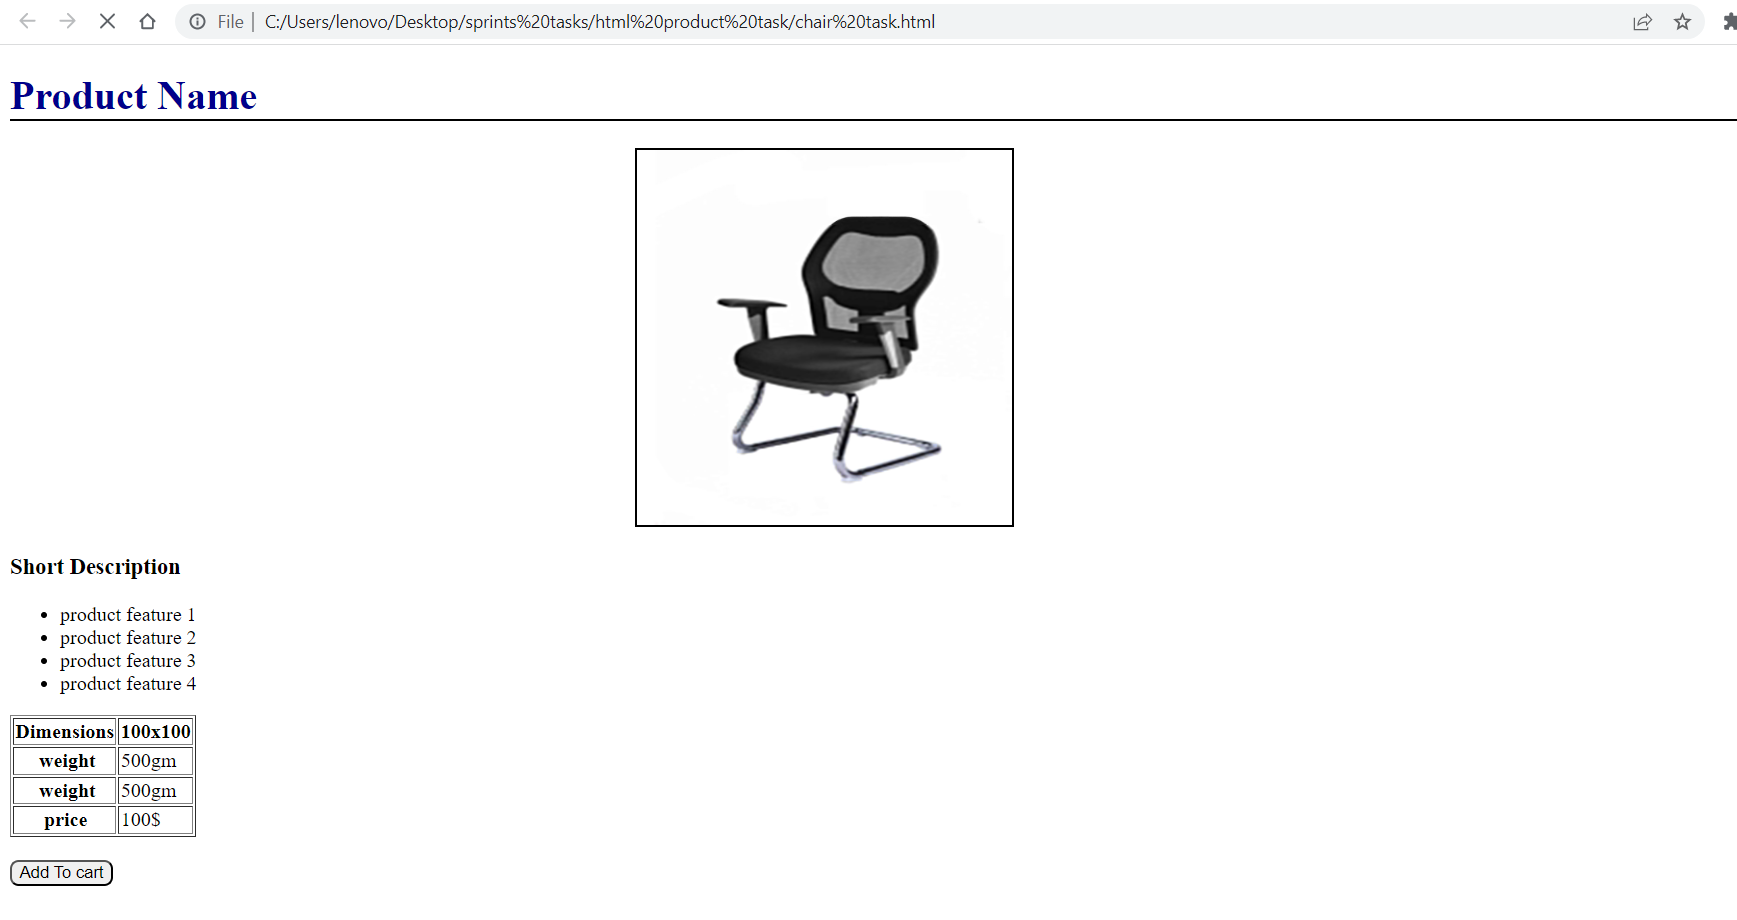 File | C:/Users/lenovo/Desktop/sprints%20tasks/html%20product%20task/chair%20task.html
Product Name
Short Description
• product feature 1
• product feature 2
• product feature 3
• product feature 4
Dimensions 100x100
weight 500gm
weight 500gm
price 100$
Add To cart